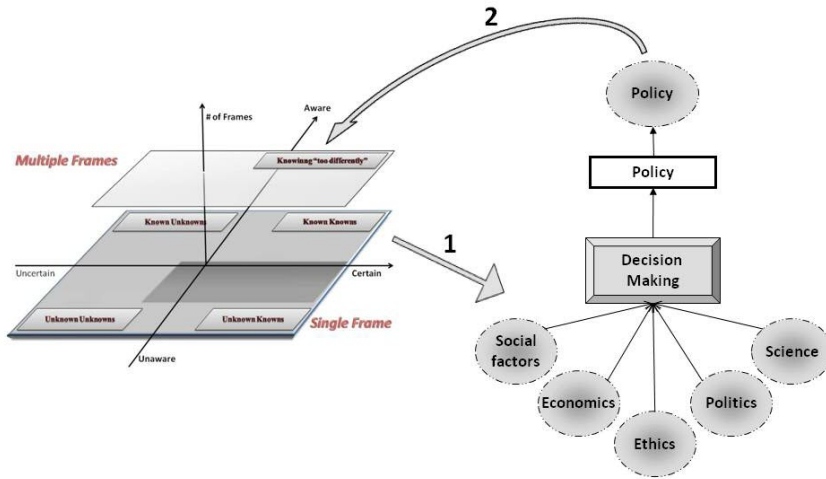 2
Policy
# of Frames
Aware
Multiple Frames
Knowinng "too differently"
Policy
Known Unknowns
Known Knowns
1
Decision
Making
Uncertain
Certain
Unknown Unknowns
Unknown Knowns
Single Frame
Unaware
Social
factors
Science
Economics
Politics
Ethics